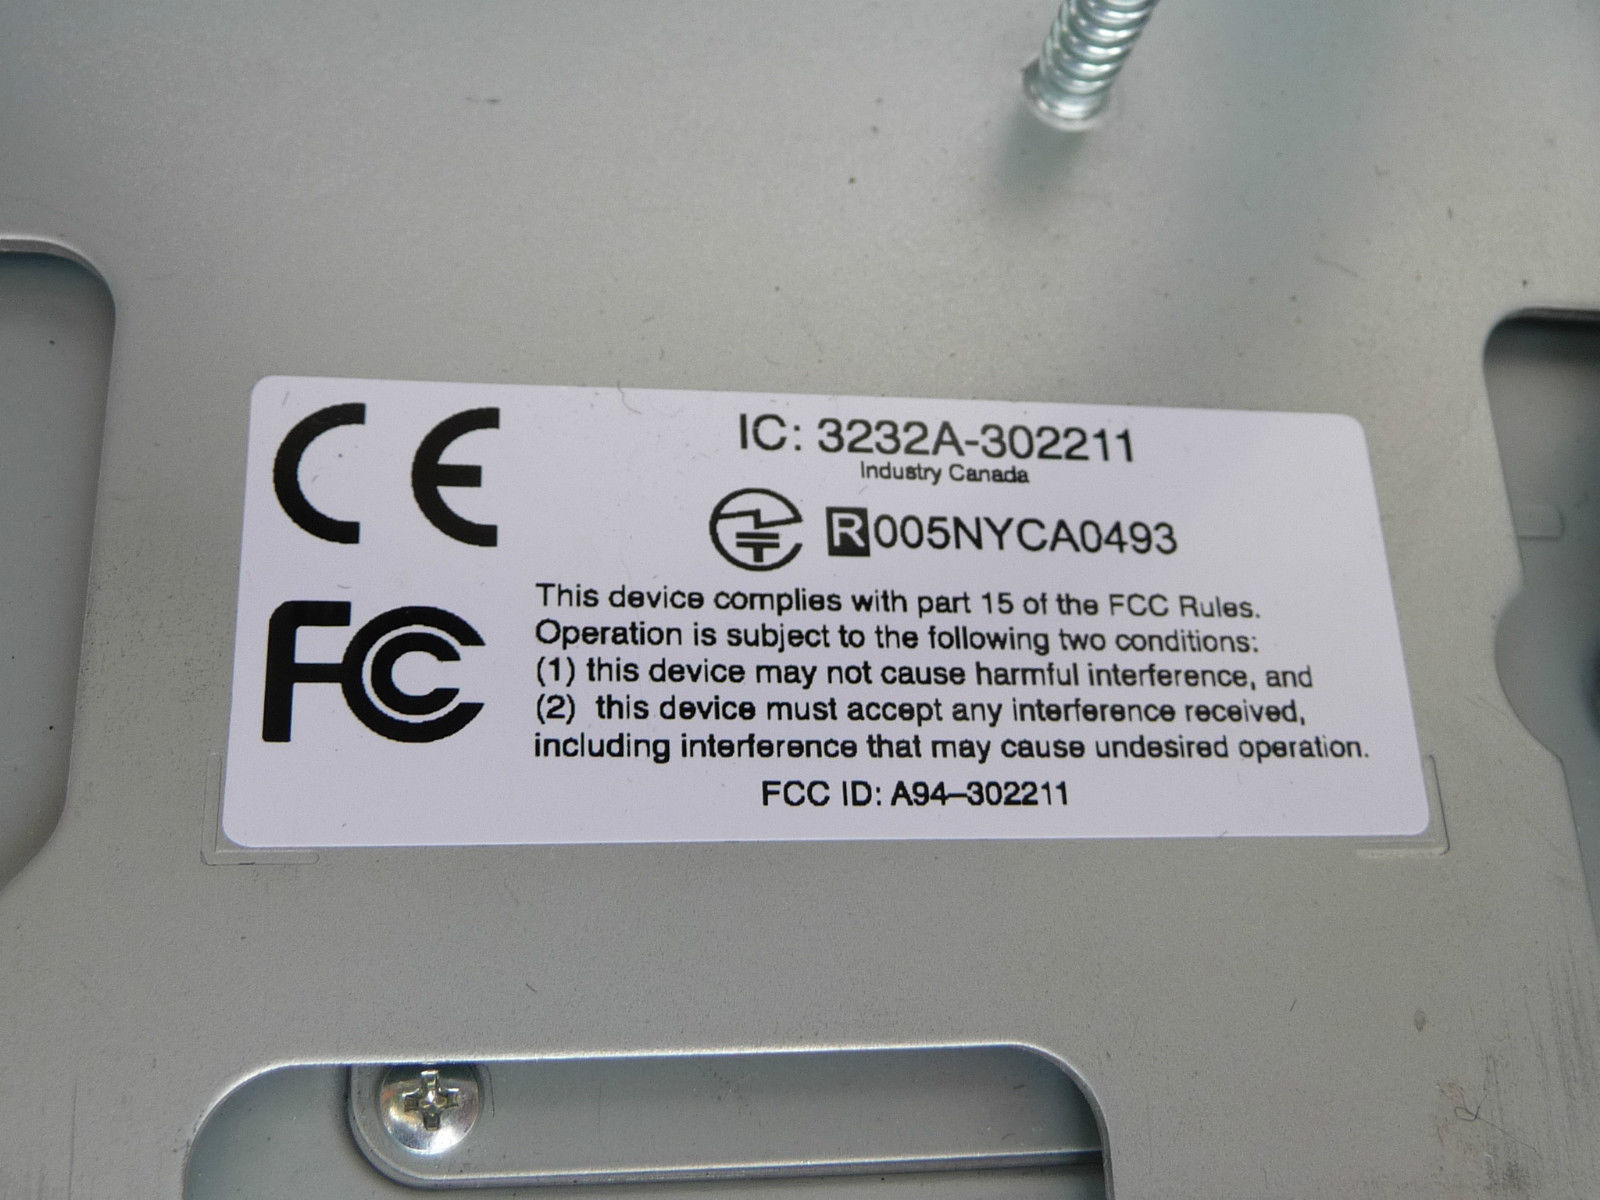 CE
IC: 3232A-302211
Industry Canada
R 005NYCA0493
FC
This device complies with part 15 of the FCC Rules.
Operation is subject to the following two conditions:
(1) this device may not cause harmful interference, and
(2) this device must accept any interference received,
including interference that may cause undesired operation.
FCC ID: A94–302211